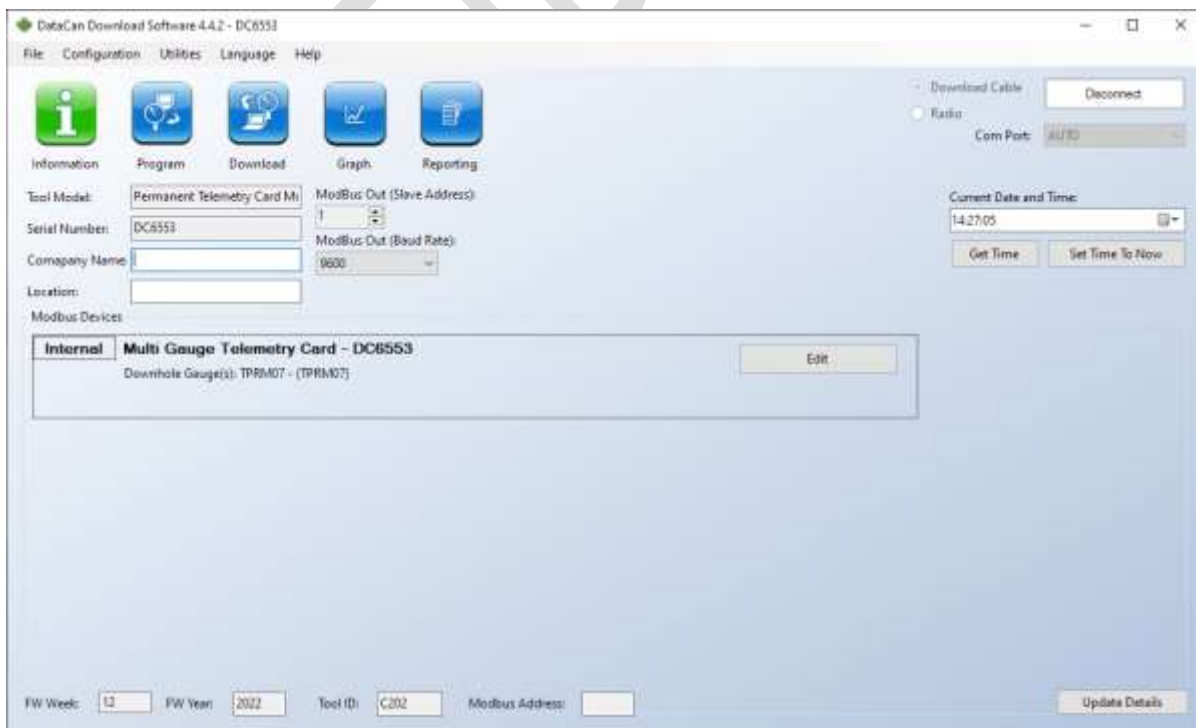 DataCan Download Software 4.4.2 - DC6553
File Configuration Utilities Language Help
Information Program Download Graph Reporting
Download Cable
Radio
Disconnect
Com Port: AUTO
Tool Model: Permanent Telemetry Card Mu
Serial Number: DC6553
Comapany Name
Location:
ModBus Out (Slave Address):
1
ModBus Out (Baud Rate):
9600
Current Date and Time:
14:27:05
Get Time Set Time To Now
Modbus Devices
Internal Multi Gauge Telemetry Card - DC6553
Downhole Gauge(s): TPRM07 - (TPRM07)
Edit
FW Week: 12 FW Year: 2022 Tool ID: C202 Modbus Address:
Update Details